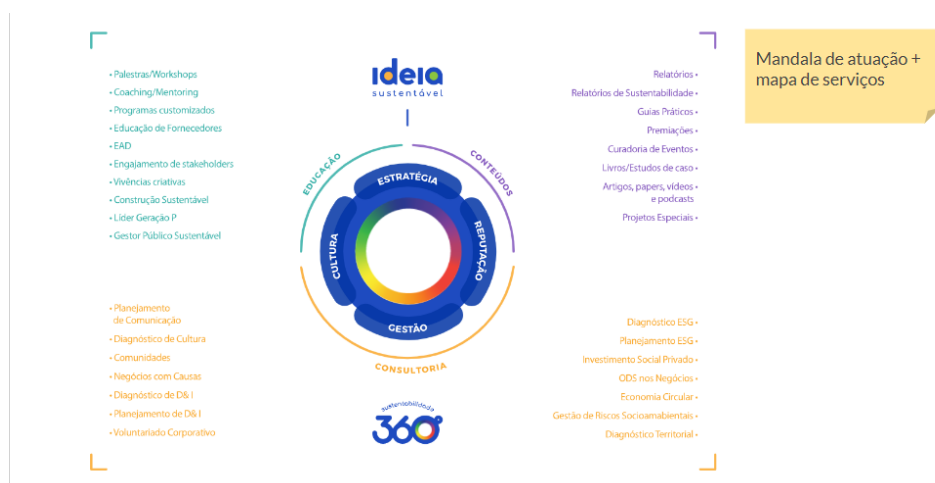 ideia
sustentável
• Palestras/Workshops
• Coaching/Mentoring
• Programas customizados
• Educação de Fornecedores
• EAD
• Engajamento de stakeholders
• Vivências criativas
• Construção Sustentável
• Líder Geração P
• Gestor Público Sustentável
Relatórios •
Relatórios de Sustentabilidade •
Guias Práticos •
Premiações •
Curadoria de Eventos •
Livros/Estudos de caso •
Artigos, papers, vídeos •
e podcasts
Projetos Especiais •
Mandala de atuação +
mapa de serviços
EDUCAÇÃO
CONTEÚDOS
ESTRATÉGIA
CULTURA
REPUTAÇÃO
GESTÃO
CONSULTORIA
• Planejamento
de Comunicação
• Diagnóstico de Cultura
• Comunidades
• Negócios com Causas
• Diagnóstico de D& I
• Planejamento de D& I
• Voluntariado Corporativo
Diagnóstico ESG •
Planejamento ESG •
Investimento Social Privado •
ODS nos Negócios •
Economia Circular •
Gestão de Riscos Socioamabientais •
Diagnóstico Territorial •
sustentabilidade
360º